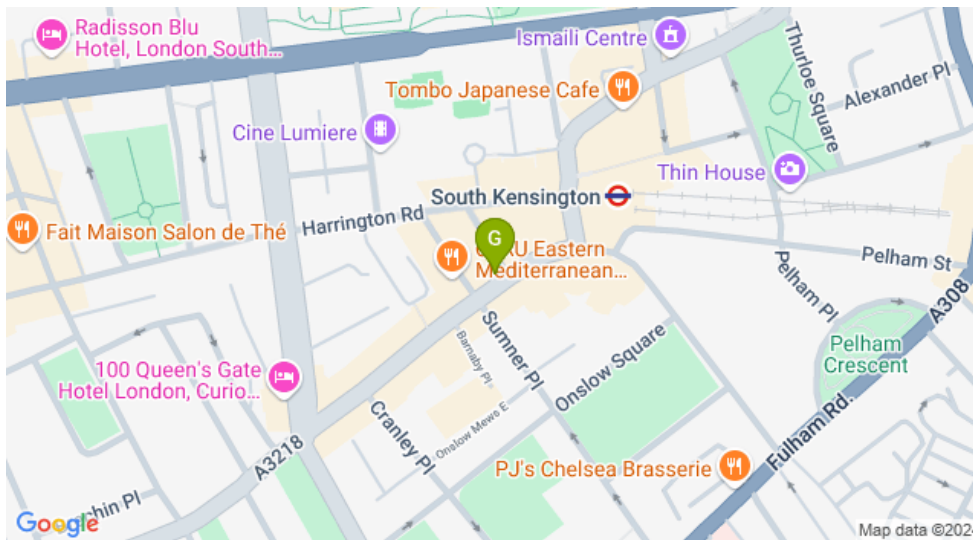 Radisson Blu
Hotel, London South...
Ismaili Centre
Thurloe Square
Alexander Pl
Tombo Japanese Cafe
Cine Lumiere
Thin House
South Kensington
Harrington Rd
Fait Maison Salon de Thé
G
Eastern
Mediterranean...
Pelham St
Pelham Pl
A308
Sumner Pl
Barnaby Pl
Onslow Square
Pelham
Crescent
100 Queen's Gate
Hotel London, Curio...
Cranley Pl
Onslow Mews E
Fulham Rd.
A3218
PJ's Chelsea Brasserie
Google
Map data ©202